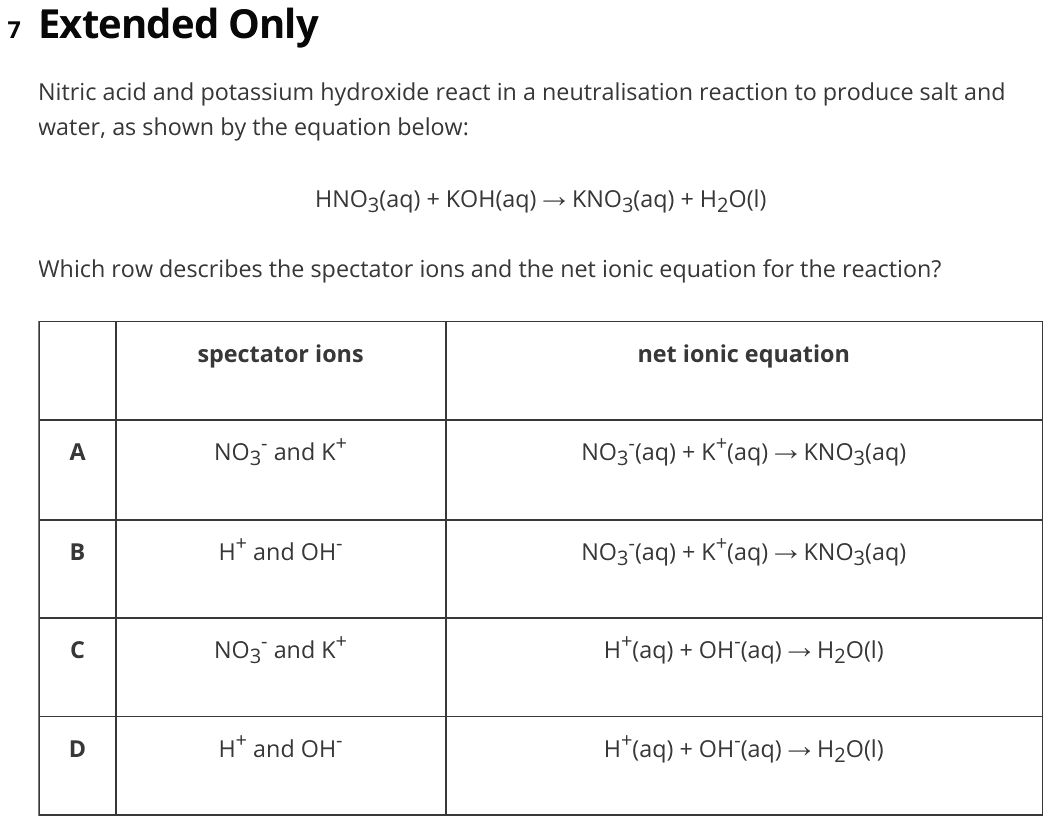 7 Extended Only
Nitric acid and potassium hydroxide react in a neutralisation reaction to produce salt and
water, as shown by the equation below:
HNO₃(aq) + KOH(aq) → KNO₃(aq) + H₂O(l)
Which row describes the spectator ions and the net ionic equation for the reaction?
spectator ions net ionic equation
A NO₃⁻ and K⁺ NO₃⁻(aq) + K⁺(aq) → KNO₃(aq)
B H⁺ and OH⁻ NO₃⁻(aq) + K⁺(aq) → KNO₃(aq)
C NO₃⁻ and K⁺ H⁺(aq) + OH⁻(aq) → H₂O(l)
D H⁺ and OH⁻ H⁺(aq) + OH⁻(aq) → H₂O(l)